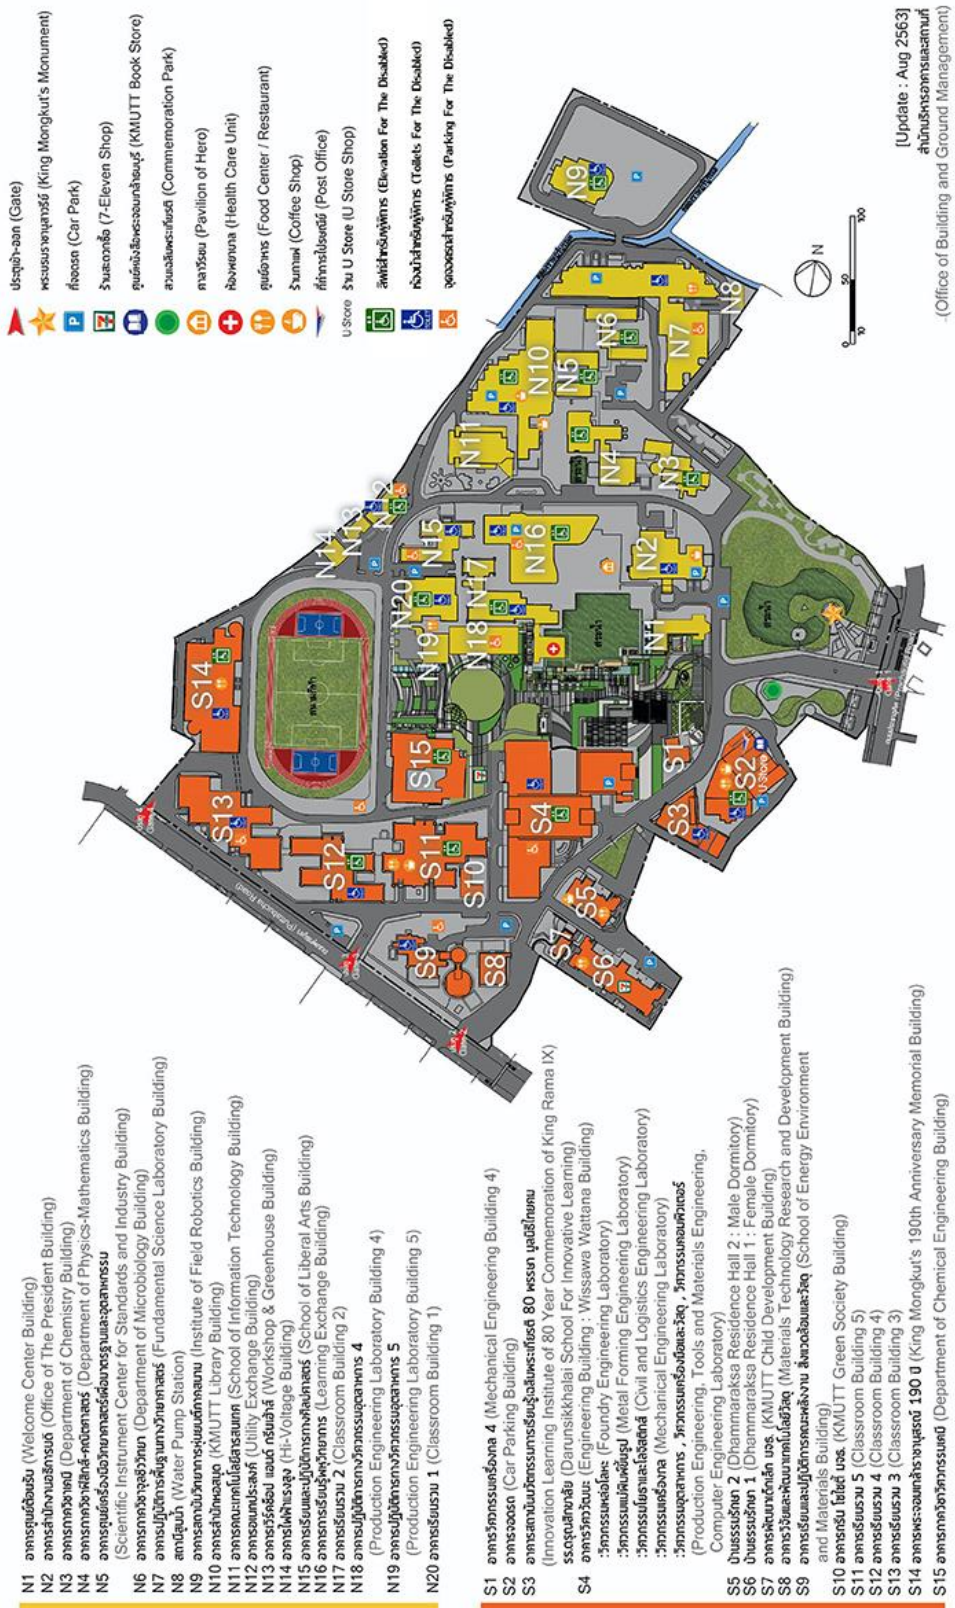 ประตูเข้า-ออก (Gate)
พระบรมราชานุสาวรีย์ (King Mongkut's Monument)
ที่จอดรถ (Car Park)
ร้านสะดวกซื้อ (7-Eleven Shop)
ศูนย์หนังสือพระจอมเกล้าธนบุรี (KMUTT Book Store)
สวนเฉลิมพระเกียรติ (Commemoration Park)
ศาลาวีรชน (Pavilion of Hero)
ห้องพยาบาล (Health Care Unit)
ศูนย์อาหาร (Food Center / Restaurant)
ร้านกาแฟ (Coffee Shop)
ที่ทำการไปรษณีย์ (Post Office)
U-Store ร้าน U Store (U Store Shop)
ลิฟท์สำหรับผู้พิการ (Elevation For The Disabled)
ห้องน้ำสำหรับผู้พิการ (Toilets For The Disabled)
จุดจอดรถสำหรับผู้พิการ (Parking For The Disabled)
[Update : Aug 2563]
สำนักบริหารอาคารและสถานที่
-(Office of Building and Ground Management)
N
0 10 50 100
N1
N2
N3
N4
N5
N6
N7
N8
N9
N10
N11
N12
N13
N14
N15
N16
N17
N18
N19
N20
S1
S2
U-Store
S3
S4
S5
S6
S7
S8
S9
S10
S11
S12
S13
S14
S15
สนามกีฬา
สระน้ำ
สระน้ำ
(Puttabucha Road)
N1 อาคารศูนย์ต้อนรับ (Welcome Center Building)
N2 อาคารสำนักงานอธิการบดี (Office of The President Building)
N3 อาคารภาควิชาเคมี (Department of Chemistry Building)
N4 อาคารภาควิชาฟิสิกส์-คณิตศาสตร์ (Department of Physics-Mathematics Building)
N5 อาคารศูนย์เครื่องมือวิทยาศาสตร์เพื่อมาตรฐานและอุตสาหกรรม
(Scientific Instrument Center for Standards and Industry Building)
N6 อาคารภาควิชาจุลชีววิทยา (Department of Microbiology Building)
N7 อาคารปฏิบัติการพื้นฐานทางวิทยาศาสตร์ (Fundamental Science Laboratory Building)
N8 สถานีสูบน้ำ (Water Pump Station)
N9 อาคารสถาบันวิทยาการหุ่นยนต์ภาคสนาม (Institute of Field Robotics Building)
N10 อาคารสำนักหอสมุด (KMUTT Library Building)
N11 อาคารคณะเทคโนโลยีสารสนเทศ (School of Information Technology Building)
N12 อาคารอเนกประสงค์ (Utility Exchange Building)
N13 อาคารเวิร์คช็อป แอนด์ กรีนเฮ้าส์ (Workshop & Greenhouse Building)
N14 อาคารไฟฟ้าแรงสูง (Hi-Voltage Building)
N15 อาคารเรียนและปฏิบัติการทางศิลปศาสตร์ (School of Liberal Arts Building)
N16 อาคารการเรียนรู้พหุวิทยาการ (Learning Exchange Building)
N17 อาคารเรียนรวม 2 (Classroom Building 2)
N18 อาคารปฏิบัติการทางวิศวกรรมอุตสาหการ 4
(Production Engineering Laboratory Building 4)
N19 อาคารปฏิบัติการทางวิศวกรรมอุตสาหการ 5
(Production Engineering Laboratory Building 5)
N20 อาคารเรียนรวม 1 (Classroom Building 1)
S1 อาคารวิศวกรรมเครื่องกล 4 (Mechanical Engineering Building 4)
S2 อาคารจอดรถ (Car Parking Building)
S3 อาคารสถาบันนวัตกรรมการเรียนรู้เฉลิมพระเกียรติ 80 พรรษา มูลนิธิไทยคม
(Innovation Learning Institute of 80 Year Commemoration of King Rama IX)
รร.ดรุณสิกขาลัย (Darunsikkhalai School For Innovative Learning)
S4 อาคารวิศววัฒนะ (Engineering Building : Wissawa Wattana Building)
:วิศวกรรมหล่อโลหะ (Foundry Engineering Laboratory)
:วิศวกรรมแม่พิมพ์ขึ้นรูป (Metal Forming Engineering Laboratory)
:วิศวกรรมโยธาและโลจิสติกส์ (Civil and Logistics Engineering Laboratory)
:วิศวกรรมเครื่องกล (Mechanical Engineering Laboratory)
:วิศวกรรมอุตสาหการ , วิศวกรรมเครื่องมือและวัสดุ , วิศวกรรมคอมพิวเตอร์
(Production Engineering, Tools and Materials Engineering,
Computer Engineering Laboratory)
S5 บ้านธรรมรักษา 2 (Dhammaraksa Residence Hall 2 : Male Dormitory)
S6 บ้านธรรมรักษา 1 (Dhammaraksa Residence Hall 1 : Female Dormitory)
S7 อาคารพัฒนาเด็กเล็ก มจธ. (KMUTT Child Development Building)
S8 อาคารวิจัยและพัฒนาเทคโนโลยีวัสดุ (Materials Technology Research and Development Building)
S9 อาคารเรียนและปฏิบัติการคณะพลังงาน สิ่งแวดล้อมและวัสดุ (School of Energy Environment
and Materials Building)
S10 อาคารกรีน โซไซตี้ มจธ. (KMUTT Green Society Building)
S11 อาคารเรียนรวม 5 (Classroom Building 5)
S12 อาคารเรียนรวม 4 (Classroom Building 4)
S13 อาคารเรียนรวม 3 (Classroom Building 3)
S14 อาคารพระจอมเกล้าราชานุสรณ์ 190 ปี (King Mongkut's 190th Anniversary Memorial Building)
S15 อาคารภาควิชาวิศวกรรมเคมี (Department of Chemical Engineering Building)